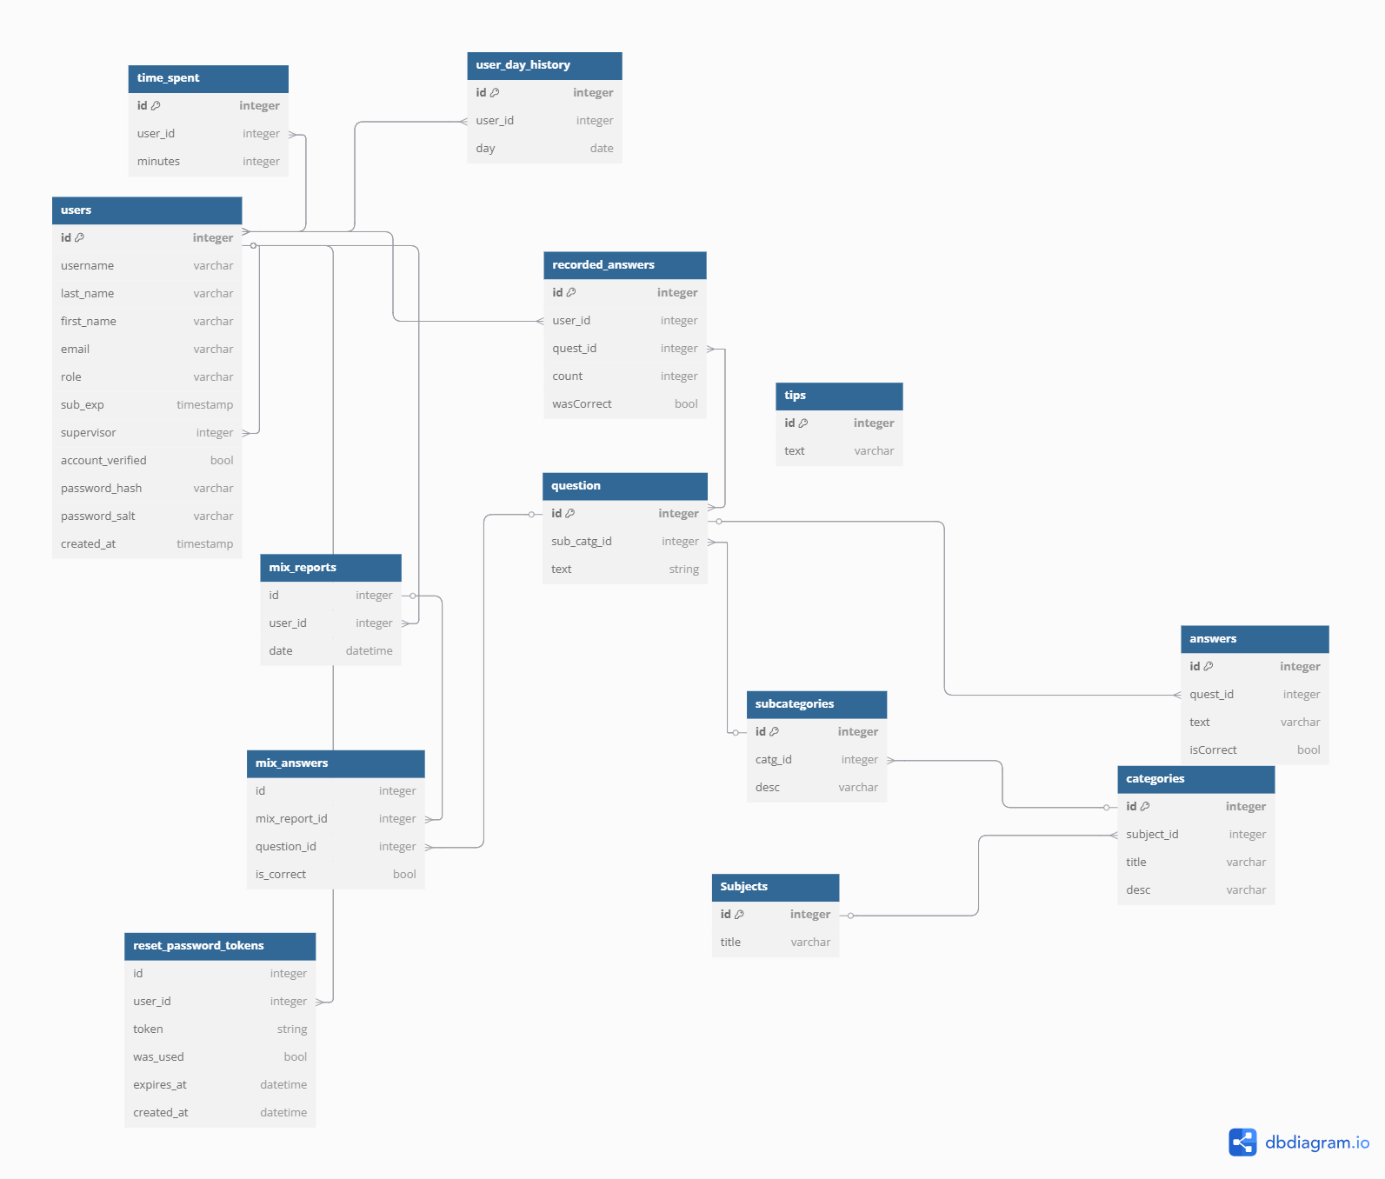 time_spent
id integer
user_id integer
minutes integer
user_day_history
id integer
user_id integer
day date
users
id integer
username varchar
last_name varchar
first_name varchar
email varchar
role varchar
sub_exp timestamp
supervisor integer
account_verified bool
password_hash varchar
password_salt varchar
created_at timestamp
recorded_answers
id integer
user_id integer
quest_id integer
count integer
wasCorrect bool
tips
id integer
text varchar
question
id integer
sub_catg_id integer
text string
mix_reports
id integer
user_id integer
date datetime
answers
id integer
quest_id integer
text varchar
isCorrect bool
subcategories
id integer
catg_id integer
desc varchar
mix_answers
id integer
mix_report_id integer
question_id integer
is_correct bool
categories
id integer
subject_id integer
title varchar
desc varchar
Subjects
id integer
title varchar
reset_password_tokens
id integer
user_id integer
token string
was_used bool
expires_at datetime
created_at datetime
dbdiagram.io